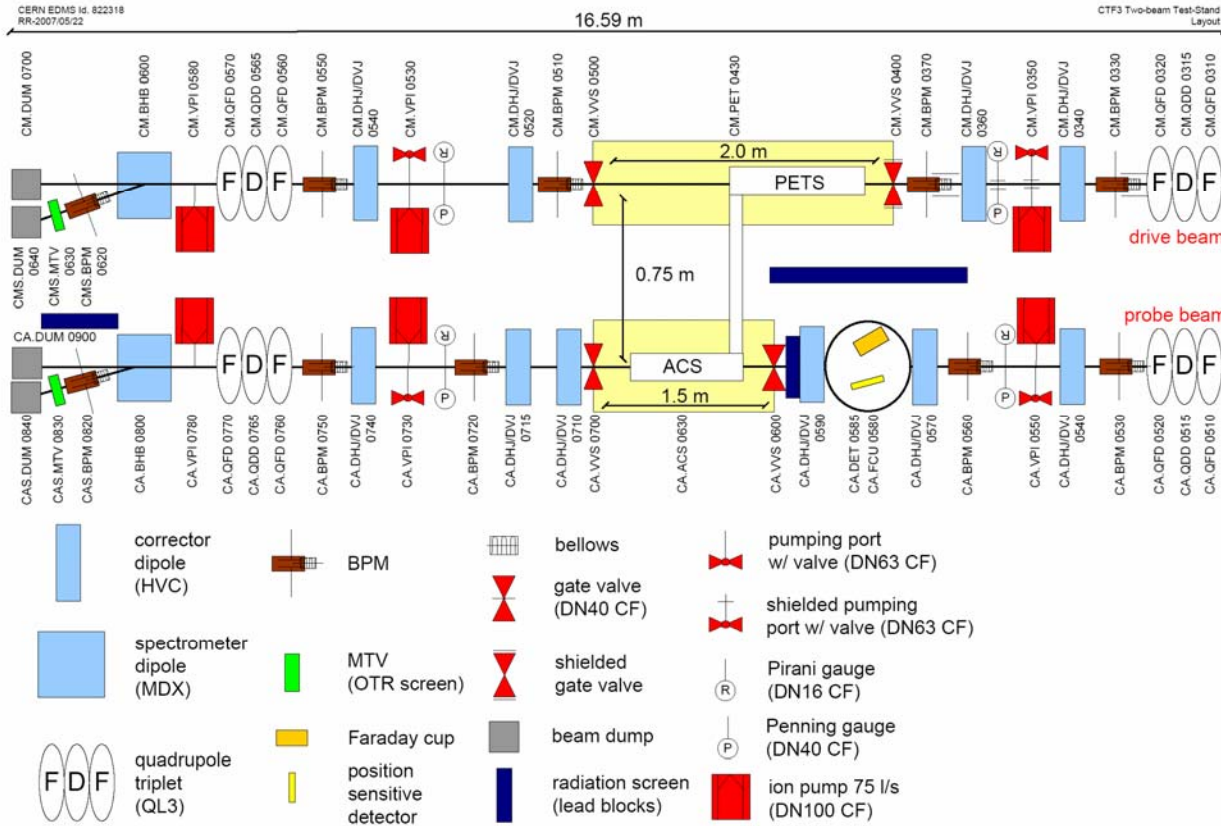 CERN EDMS Id. 822318
RR-2007/05/22
16.59 m
CTF3 Two-beam Test-Stand
Layout
CM.DUM 0700
CM.BHB 0600
CM.VPI 0580
CM.QFD 0570
CM.QDD 0565
CM.QFD 0560
CM.BPM 0550
CM.DHJ/DVJ
0540
CM.VPI 0530
CM.DHJ/DVJ
0520
CM.BPM 0510
CM.VVS 0500
CM.PET 0430
CM.VVS 0400
CM.BPM 0370
CM.DHJ/DVJ
0360
CM.VPI 0350
CM.DHJ/DVJ
0340
CM.BPM 0330
CM.QFD 0320
CM.QDD 0315
CM.QFD 0310
F D F
R
P
2.0 m
PETS
R
P
F D F
drive beam
CMS.DUM
0640
CMS.MTV
0630
CMS.BPM
0620
0.75 m
CA.DUM 0900
F D F
R
P
ACS
1.5 m
R
P
probe beam
F D F
CAS.DUM 0840
CAS.MTV 0830
CAS.BPM 0820
CA.BHB 0800
CA.VPI 0780
CA.QFD 0770
CA.QDD 0765
CA.QFD 0760
CA.BPM 0750
CA.DHJ/DVJ
0740
CA.VPI 0730
CA.BPM 0720
CA.DHJ/DVJ
0715
CA.DHJ/DVJ
0710
CA.VVS 0700
CA.ACS 0630
CA.VVS 0600
CA.DHJ/DVJ
0590
CA.DET 0585
CA.FCU 0580
CA.DHJ/DVJ
0570
CA.BPM 0560
CA.VPI 0550
CA.DHJ/DVJ
0540
CA.BPM 0530
CA.QFD 0520
CA.QDD 0515
CA.QFD 0510
corrector
dipole
(HVC)
spectrometer
dipole
(MDX)
F D F
quadrupole
triplet
(QL3)
BPM
MTV
(OTR screen)
Faraday cup
position
sensitive
detector
bellows
gate valve
(DN40 CF)
shielded
gate valve
beam dump
radiation screen
(lead blocks)
pumping port
w/ valve (DN63 CF)
shielded pumping
port w/ valve (DN63 CF)
R
Pirani gauge
(DN16 CF)
P
Penning gauge
(DN40 CF)
ion pump 75 l/s
(DN100 CF)